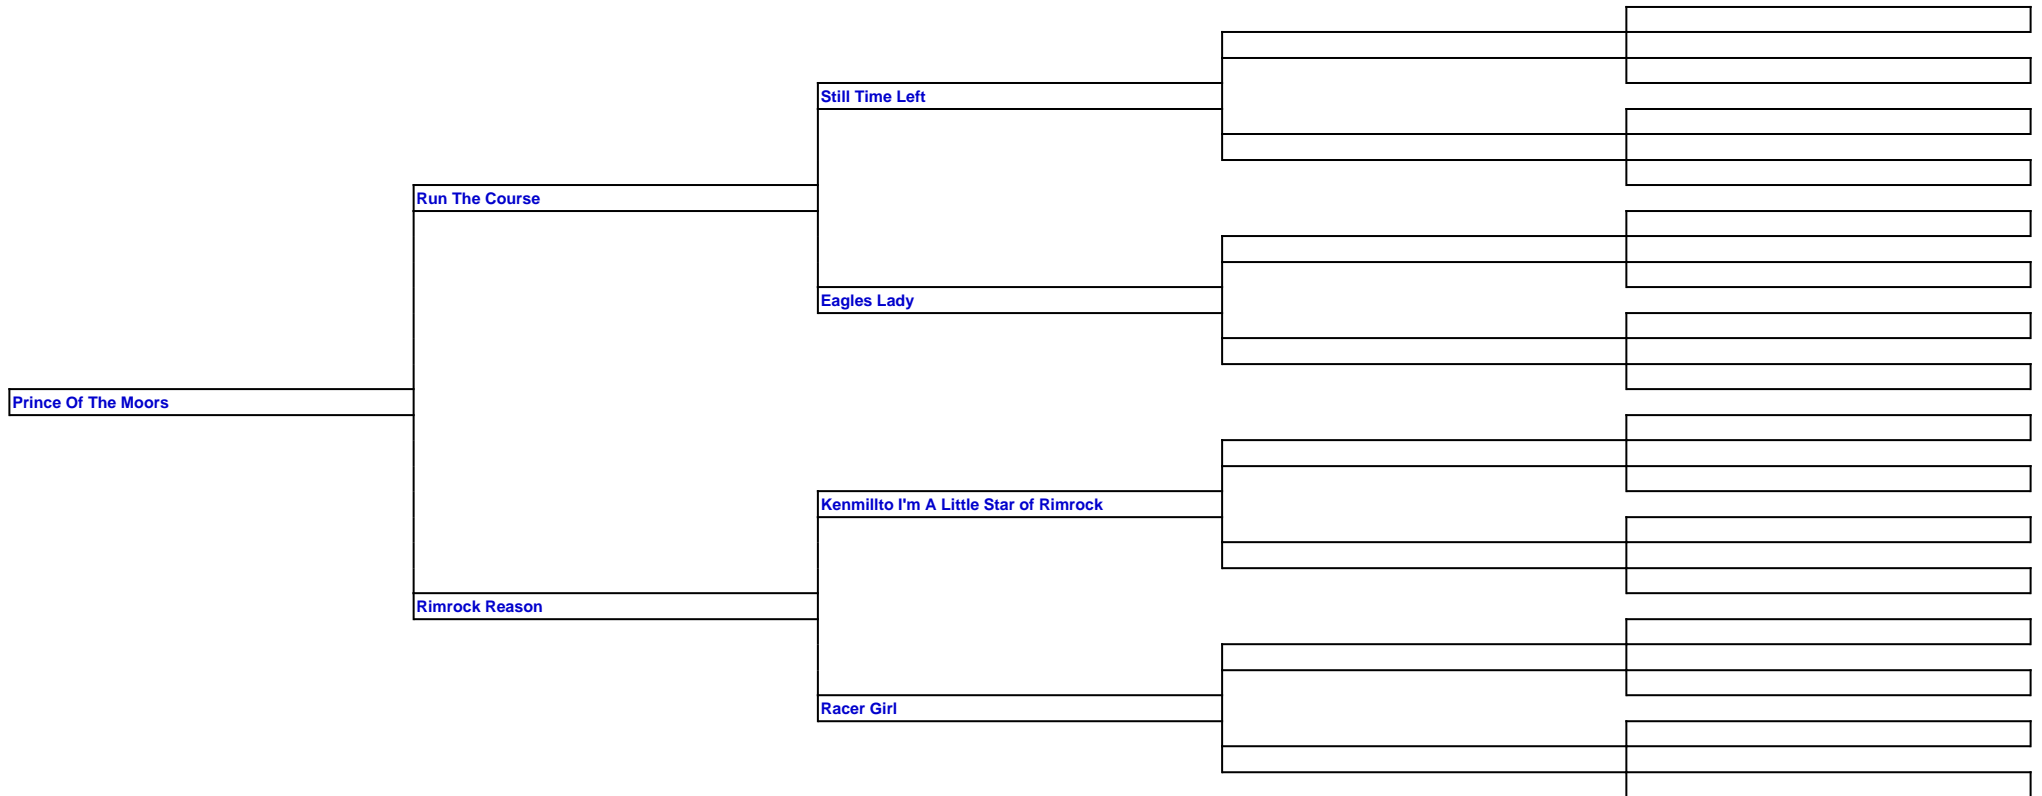 Still Time Left
Run The Course
Eagles Lady
Prince Of The Moors
Kenmillto I'm A Little Star of Rimrock
Rimrock Reason
Racer Girl